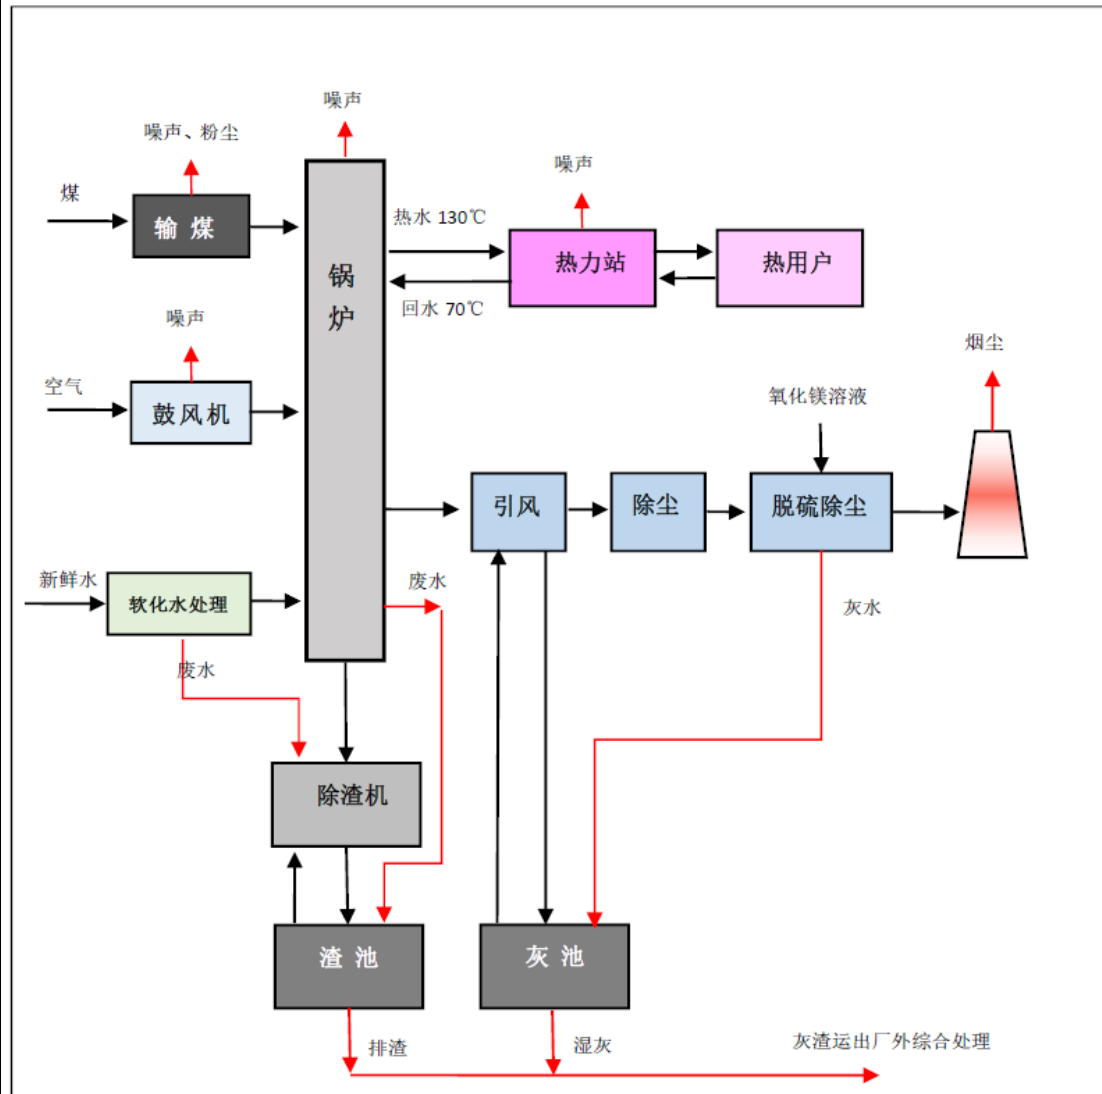 噪声
噪声、粉尘
煤
输 煤
噪声
热水 130℃
热力站
热用户
锅
炉
回水 70℃
噪声
烟尘
空气
鼓风机
氧化镁溶液
引风
除尘
脱硫除尘
新鲜水
软化水处理
废水
灰水
废水
除渣机
渣 池
灰 池
排渣
湿灰
灰渣运出厂外综合处理